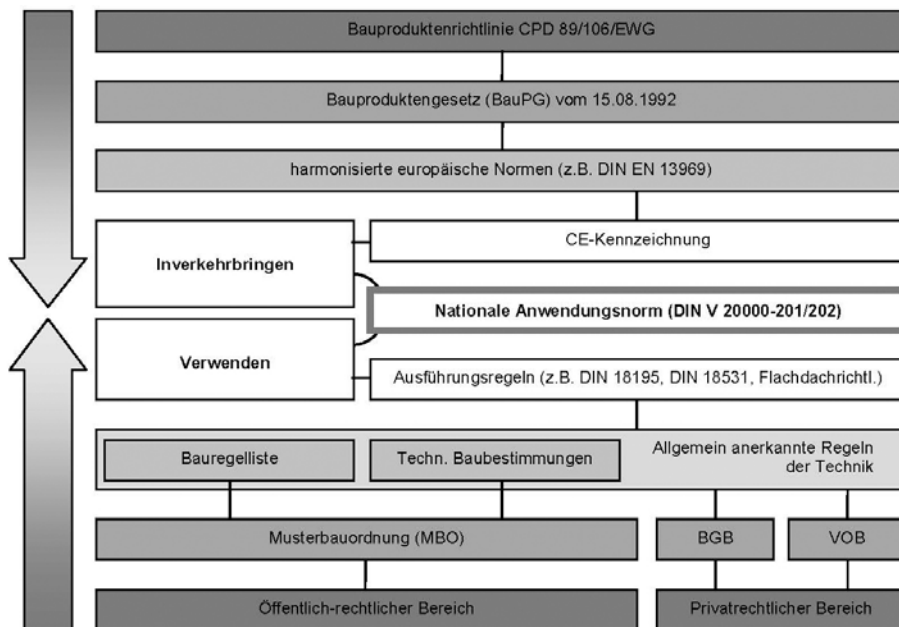 Bauproduktenrichtlinie CPD 89/106/EWG
Bauproduktengesetz (BauPG) vom 15.08.1992
harmonisierte europäische Normen (z.B. DIN EN 13969)
Inverkehrbringen
CE-Kennzeichnung
Nationale Anwendungsnorm (DIN V 20000-201/202)
Verwenden
Ausführungsregeln (z.B. DIN 18195, DIN 18531, Flachdachrichtl.)
Bauregelliste
Techn. Baubestimmungen
Allgemein anerkannte Regeln
der Technik
Musterbauordnung (MBO)
BGB
VOB
Öffentlich-rechtlicher Bereich
Privatrechtlicher Bereich